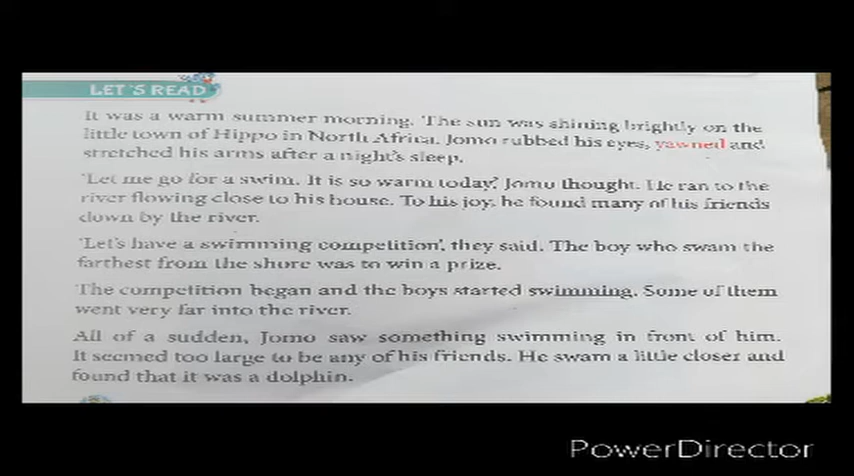 LET'S READ
It was a warm summer morning. The sun was shining brightly on the
little town of Hippo in North Africa. Jomo rubbed his eyes, yawned and
stretched his arms after a night's sleep.
'Let me go for a swim. It is so warm today,' Jomo thought. He ran to the
river flowing close to his house. To his joy, he found many of his friends
down by the river.
'Let's have a swimming competition', they said. The boy who swam the
farthest from the shore was to win a prize.
The competition began and the boys started swimming. Some of them
went very far into the river.
All of a sudden, Jomo saw something swimming in front of him.
It seemed too large to be any of his friends. He swam a little closer and
found that it was a dolphin.
PowerDirector